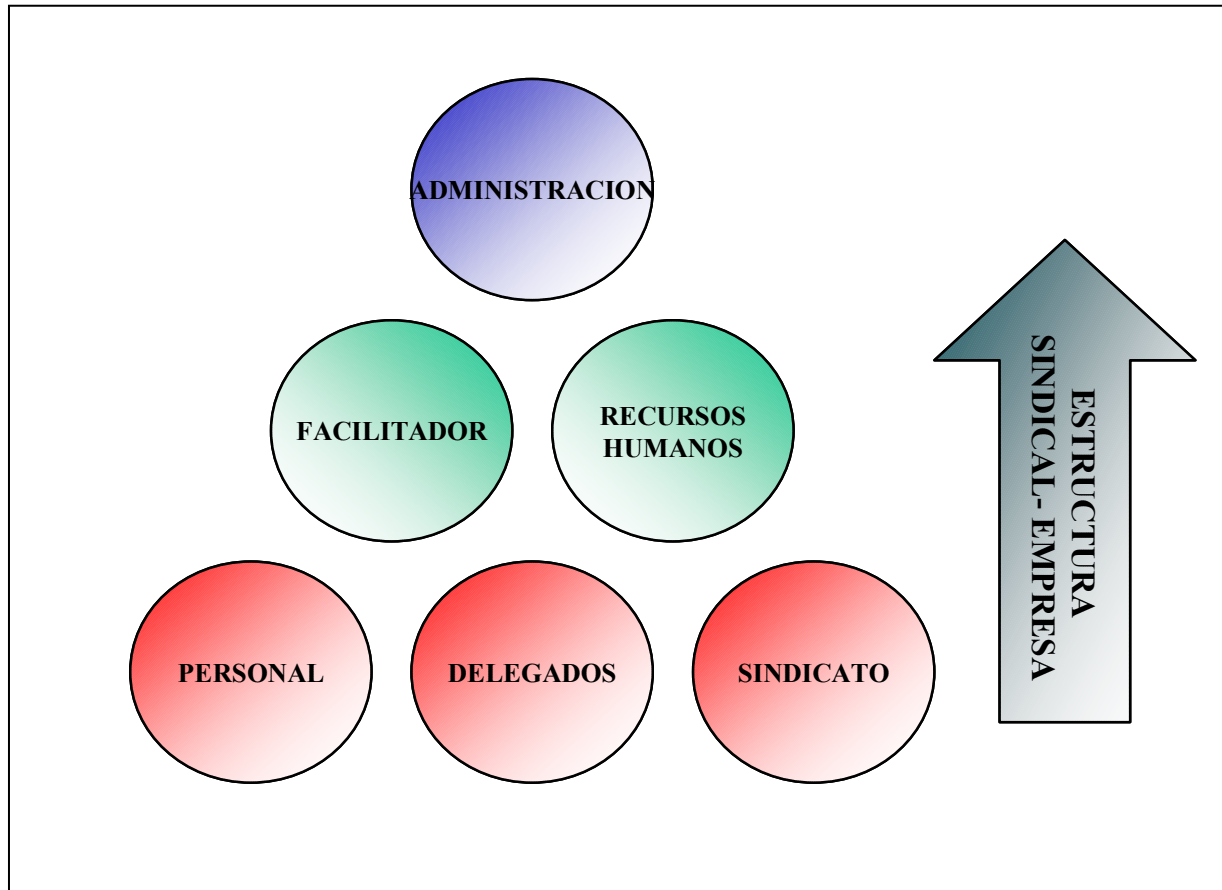 ADMINISTRACION
FACILITADOR
RECURSOS
HUMANOS
PERSONAL
DELEGADOS
SINDICATO
ESTRUCTURA
SINDICAL- EMPRESA